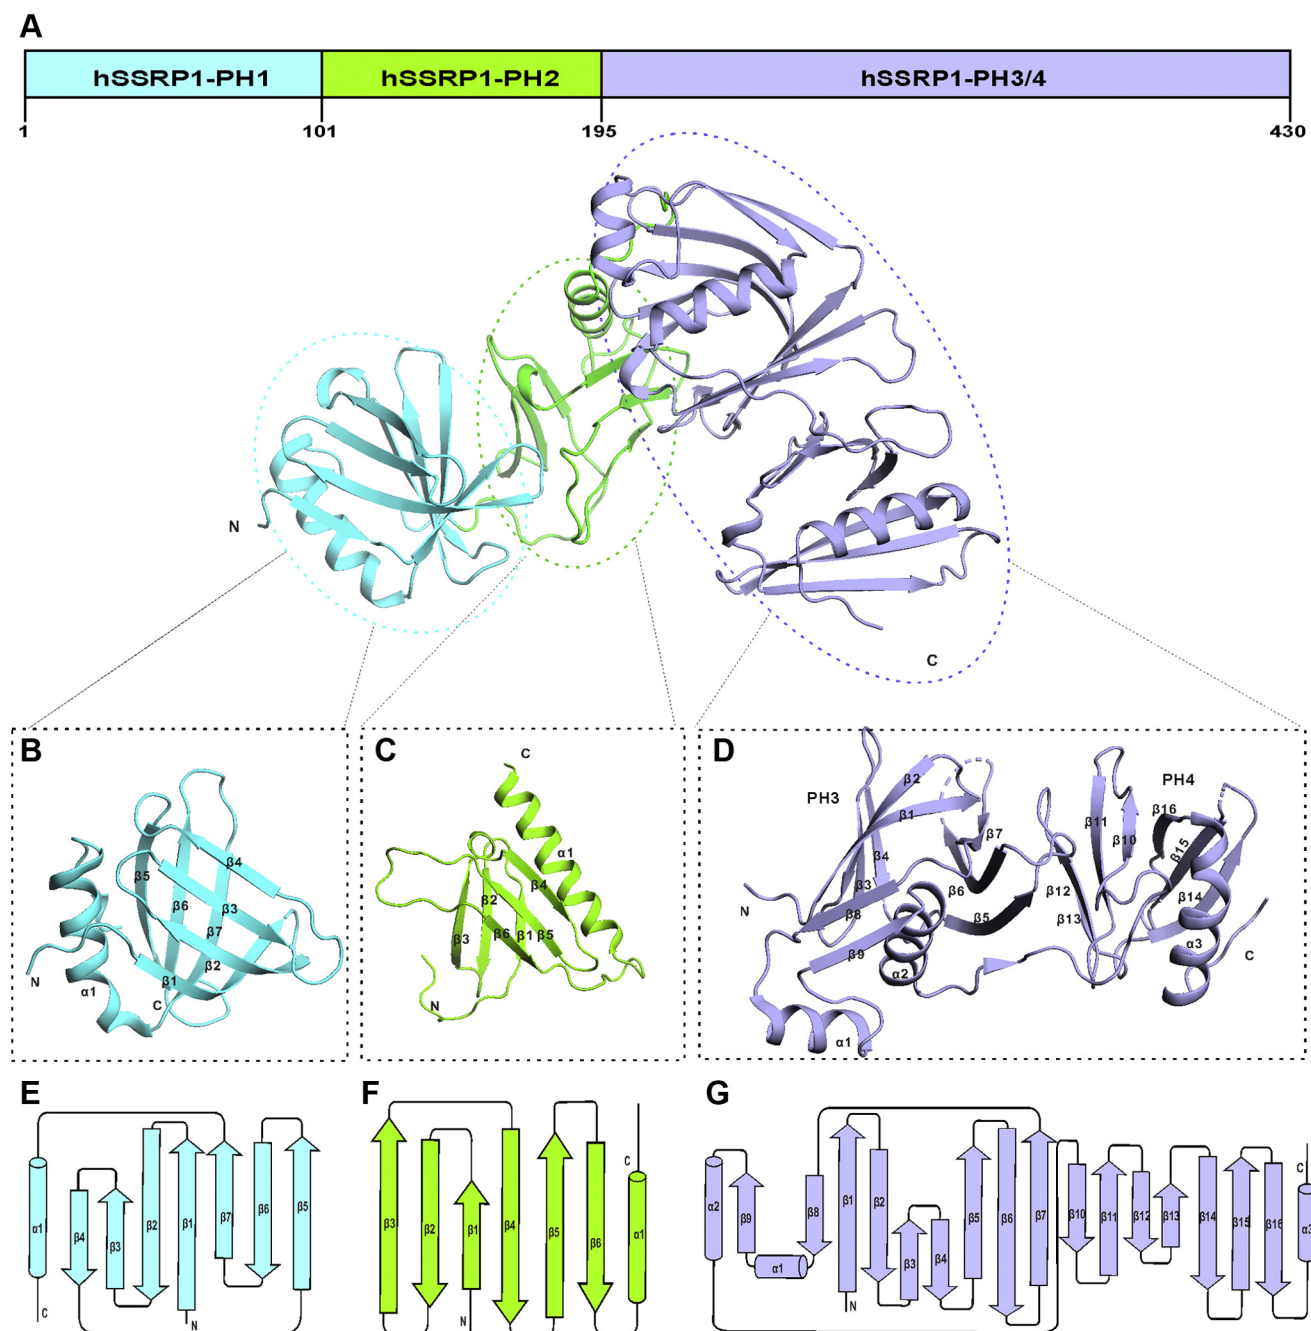 A
hSSRP1-PH1 hSSRP1-PH2 hSSRP1-PH3/4
1 101 195 430
N
C
B
β5 β4
β6 β3
β7
β2
β1
N α1 C
C
C
α1
β4
β2
β3 β6 β1 β5
N
D
PH3 β2 β1 β7 β11 PH4 β16
β10 β15
β4
β3 β6 β12
N β8 β5 β13 β14
β9 α2 α3 C
α1
E
α1 β4 β3 β2 β1 β7 β6 β5
C N
F
β3 β2 β1 β4 β5 β6 α1
N C
G
α2 β9 α1 β8 β1 β2 β3 β4 β5 β6 β7 β10 β11 β12 β13 β14 β15 β16 α3
N C